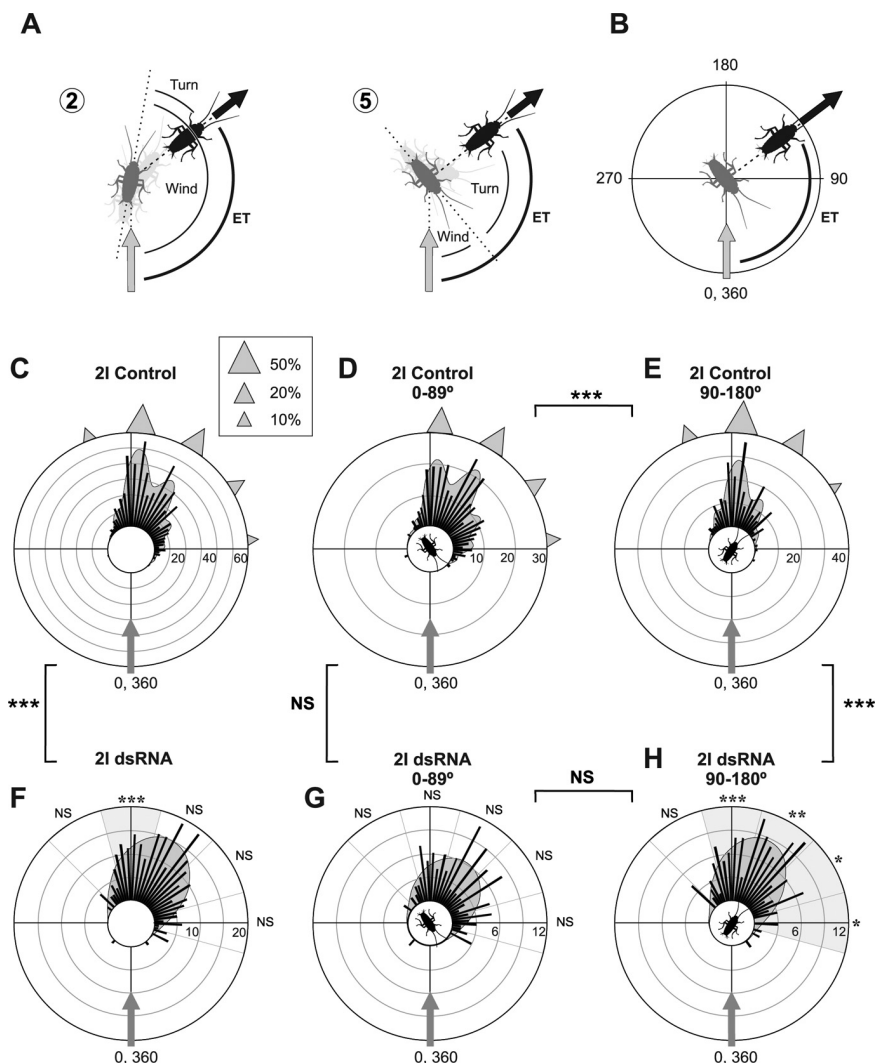 A
B
2
Turn
Wind
ET
5
Turn
Wind
ET
180
270
90
ET
0, 360
C
2I Control
50%
20%
10%
D
2I Control
0-89º
***
E
2I Control
90-180º
20 40 60
10 20 30
20 40
0, 360
0, 360
0, 360
***
NS
***
2I dsRNA
2I dsRNA
0-89º
NS
2I dsRNA
90-180º
F
NS
***
NS
NS
NS
10 20
0, 360
G
NS
NS
NS
NS
NS
6 12
0, 360
H
***
**
*
*
6 12
0, 360